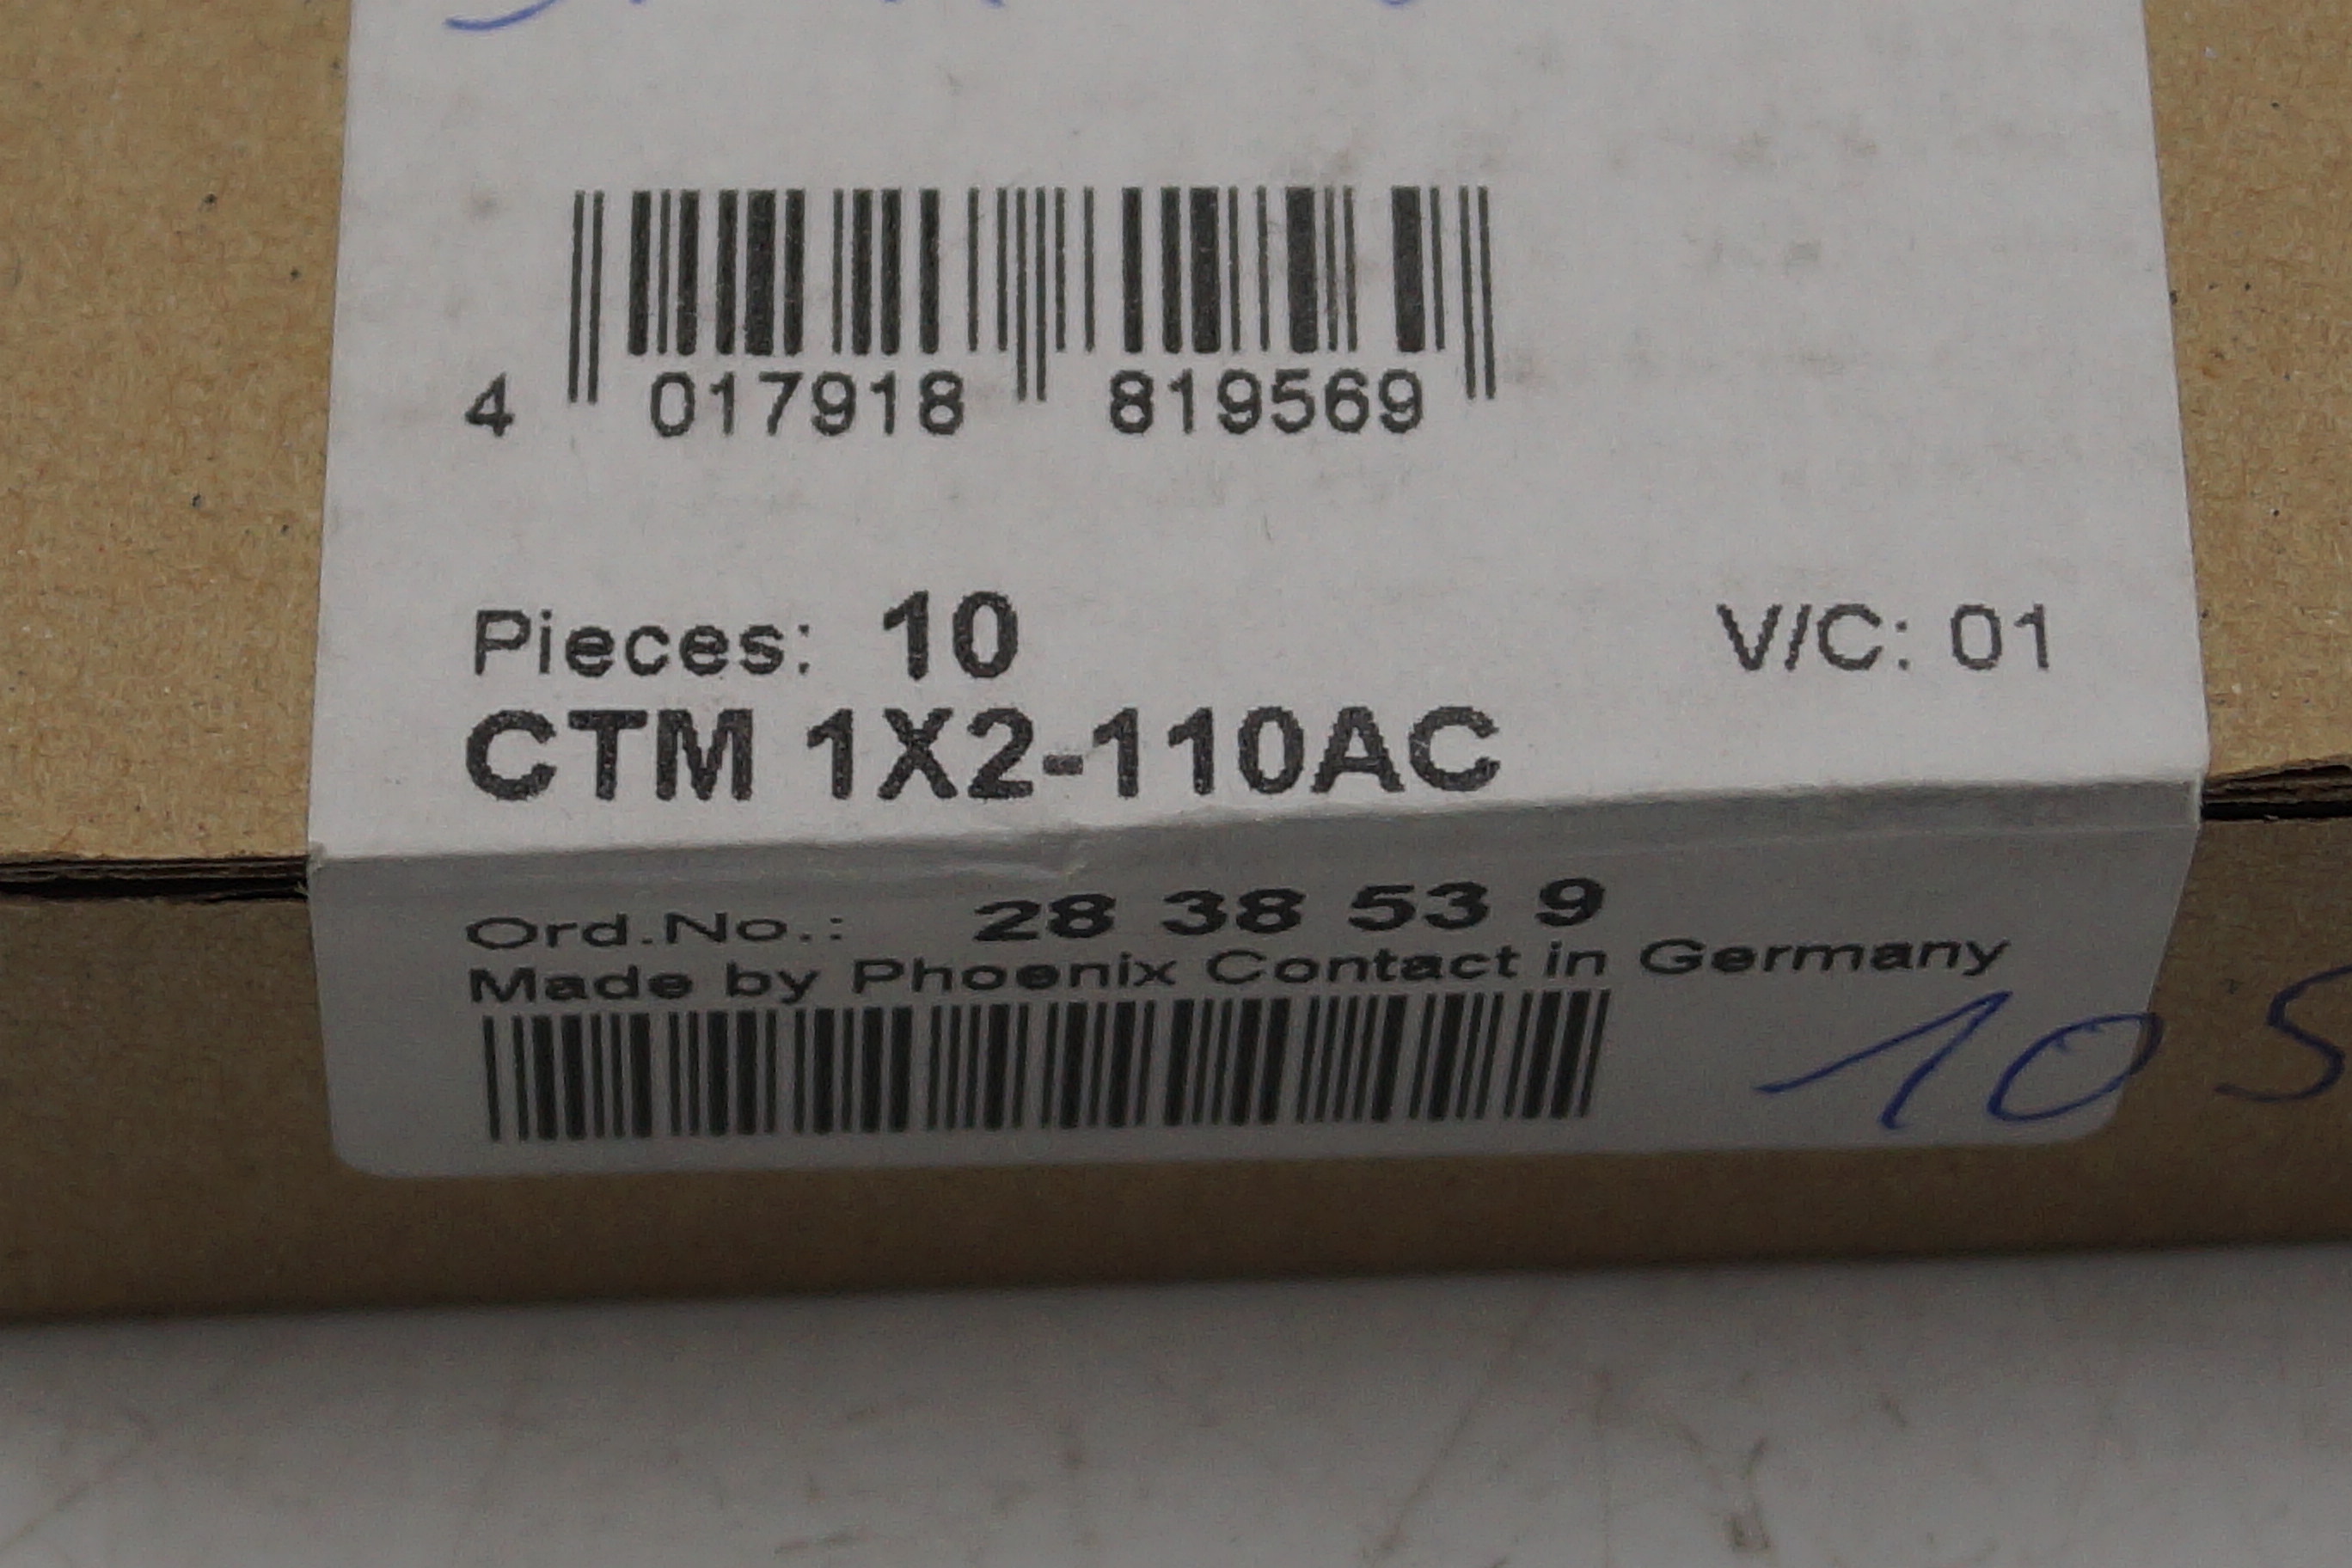 4 017918 819569
Pieces: 10 V/C: 01
CTM 1X2-110AC
Ord.No.: 28 38 53 9
Made by Phoenix Contact in Germany
10 S